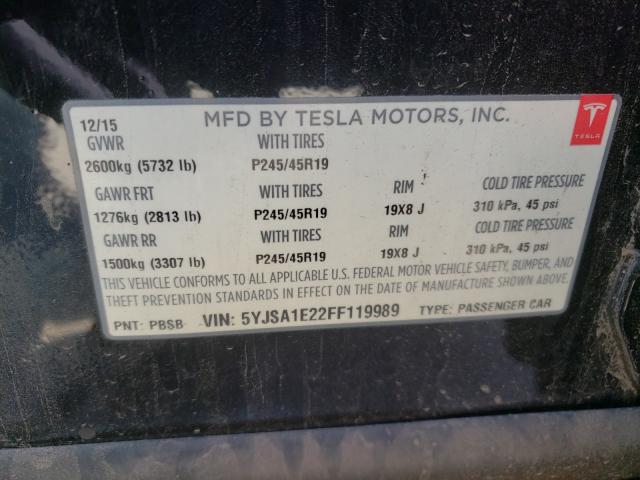 12/15 MFD BY TESLA MOTORS, INC.
TESLA
GVWR WITH TIRES
2600kg (5732 lb) P245/45R19
GAWR FRT WITH TIRES RIM COLD TIRE PRESSURE
1276kg (2813 lb) P245/45R19 19X8 J 310 kPa, 45 psi
GAWR RR WITH TIRES RIM COLD TIRE PRESSURE
1500kg (3307 lb) P245/45R19 19X8 J 310 kPa, 45 psi
THIS VEHICLE CONFORMS TO ALL APPLICABLE U.S. FEDERAL MOTOR VEHICLE SAFETY, BUMPER, AND
THEFT PREVENTION STANDARDS IN EFFECT ON THE DATE OF MANUFACTURE SHOWN ABOVE.
PNT: PBSB VIN: 5YJSA1E22FF119989 TYPE: PASSENGER CAR